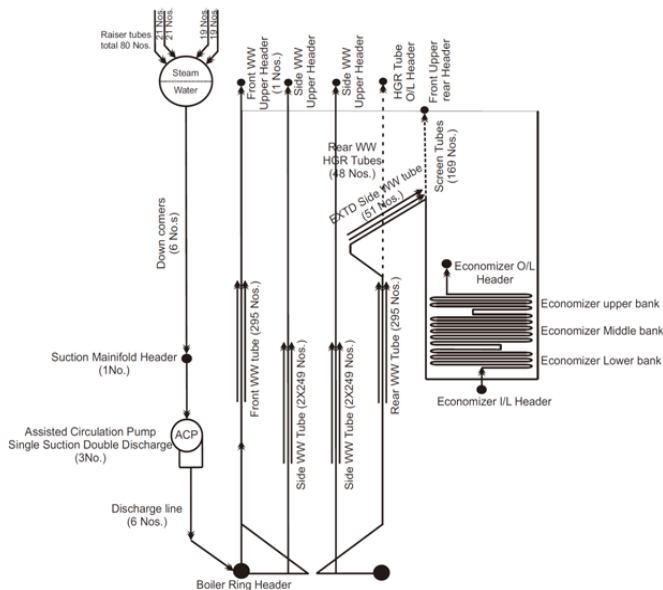 Raiser tubes
total 80 Nos.
21 Nos.
21 Nos.
19 Nos.
19 Nos.
Steam
Water
Down comers
(6 No.s)
Suction Manifold Header
(1No.)
Assisted Circulation Pump
Single Suction Double Discharge
(3No.)
ACP
Discharge line
(6 Nos.)
Boiler Ring Header
Front WW
Upper Header
(1 Nos.)
Side WW
Upper Header
Side WW
Upper Header
HGR Tube
O/L Header
Front Upper
rear Header
Rear WW
HGR Tubes
(48 Nos.)
EXTD Side WW tube
(51 Nos.)
Screen Tubes
(169 Nos.)
Front WW tube (295 Nos.)
Side WW Tube (2X249 Nos.)
Side WW Tube (2X249 Nos.)
Rear WW Tube (295 Nos.)
Economizer O/L
Header
Economizer upper bank
Economizer Middle bank
Economizer Lower bank
Economizer I/L Header